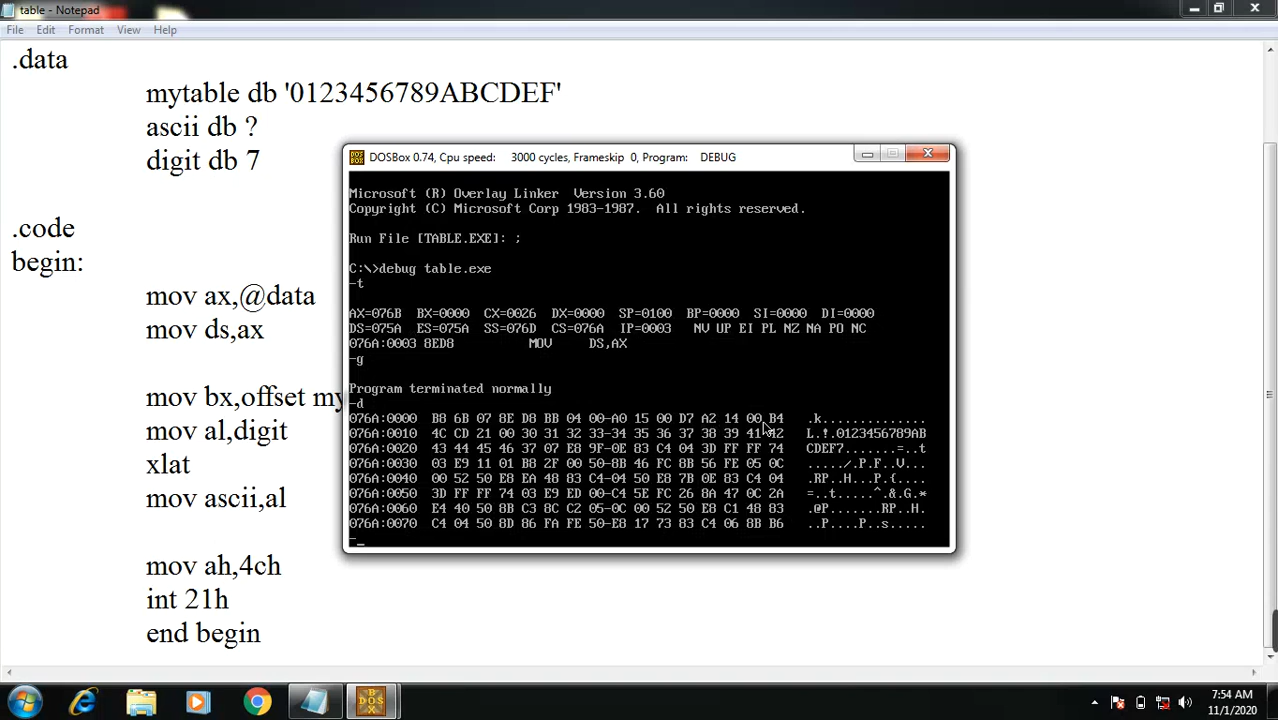 table - Notepad
File Edit Format View Help
.data
mytable db '0123456789ABCDEF'
ascii db ?
digit db 7
.code
begin:
mov ax,@data
mov ds,ax
mov bx,offset my
mov al,digit
xlat
mov ascii,al
mov ah,4ch
int 21h
end begin
DOSBox 0.74, Cpu speed: 3000 cycles, Frameskip 0, Program: DEBUG
Microsoft (R) Overlay Linker Version 3.60
Copyright (C) Microsoft Corp 1983-1987. All rights reserved.
Run File [TABLE.EXE]: ;
C:\>debug table.exe
-t
AX=076B BX=0000 CX=0026 DX=0000 SP=0100 BP=0000 SI=0000 DI=0000
DS=075A ES=075A SS=076D CS=076A IP=0003 NV UP EI PL NZ NA PO NC
076A:0003 8ED8 MOV DS,AX
-g
Program terminated normally
-d
076A:0000 B8 6B 07 8E D8 BB 04 00-A0 15 00 D7 A2 14 00 B4 .k..............
076A:0010 4C CD 21 00 30 31 32 33-34 35 36 37 38 39 41 42 L.!.0123456789AB
076A:0020 43 44 45 46 37 07 E8 9F-0E 83 C4 04 3D FF FF 74 CDEF7.......=..t
076A:0030 03 E9 11 01 B8 2F 00 50-8B 46 FC 8B 56 FE 05 0C ...../.P.F..V...
076A:0040 00 52 50 E8 EA 48 83 C4-04 50 E8 7B 0E 83 C4 04 .RP..H...P.{....
076A:0050 3D FF FF 74 03 E9 ED 00-C4 5E FC 26 8A 47 0C 2A =..t.....^.&.G.*
076A:0060 E4 40 50 8B C3 8C C2 05-0C 00 52 50 E8 C1 48 83 .@P.......RP..H.
076A:0070 C4 04 50 8D 86 FA FE 50-E8 17 73 83 C4 06 8B B6 ..P....P..s.....
-_
7:54 AM
11/1/2020